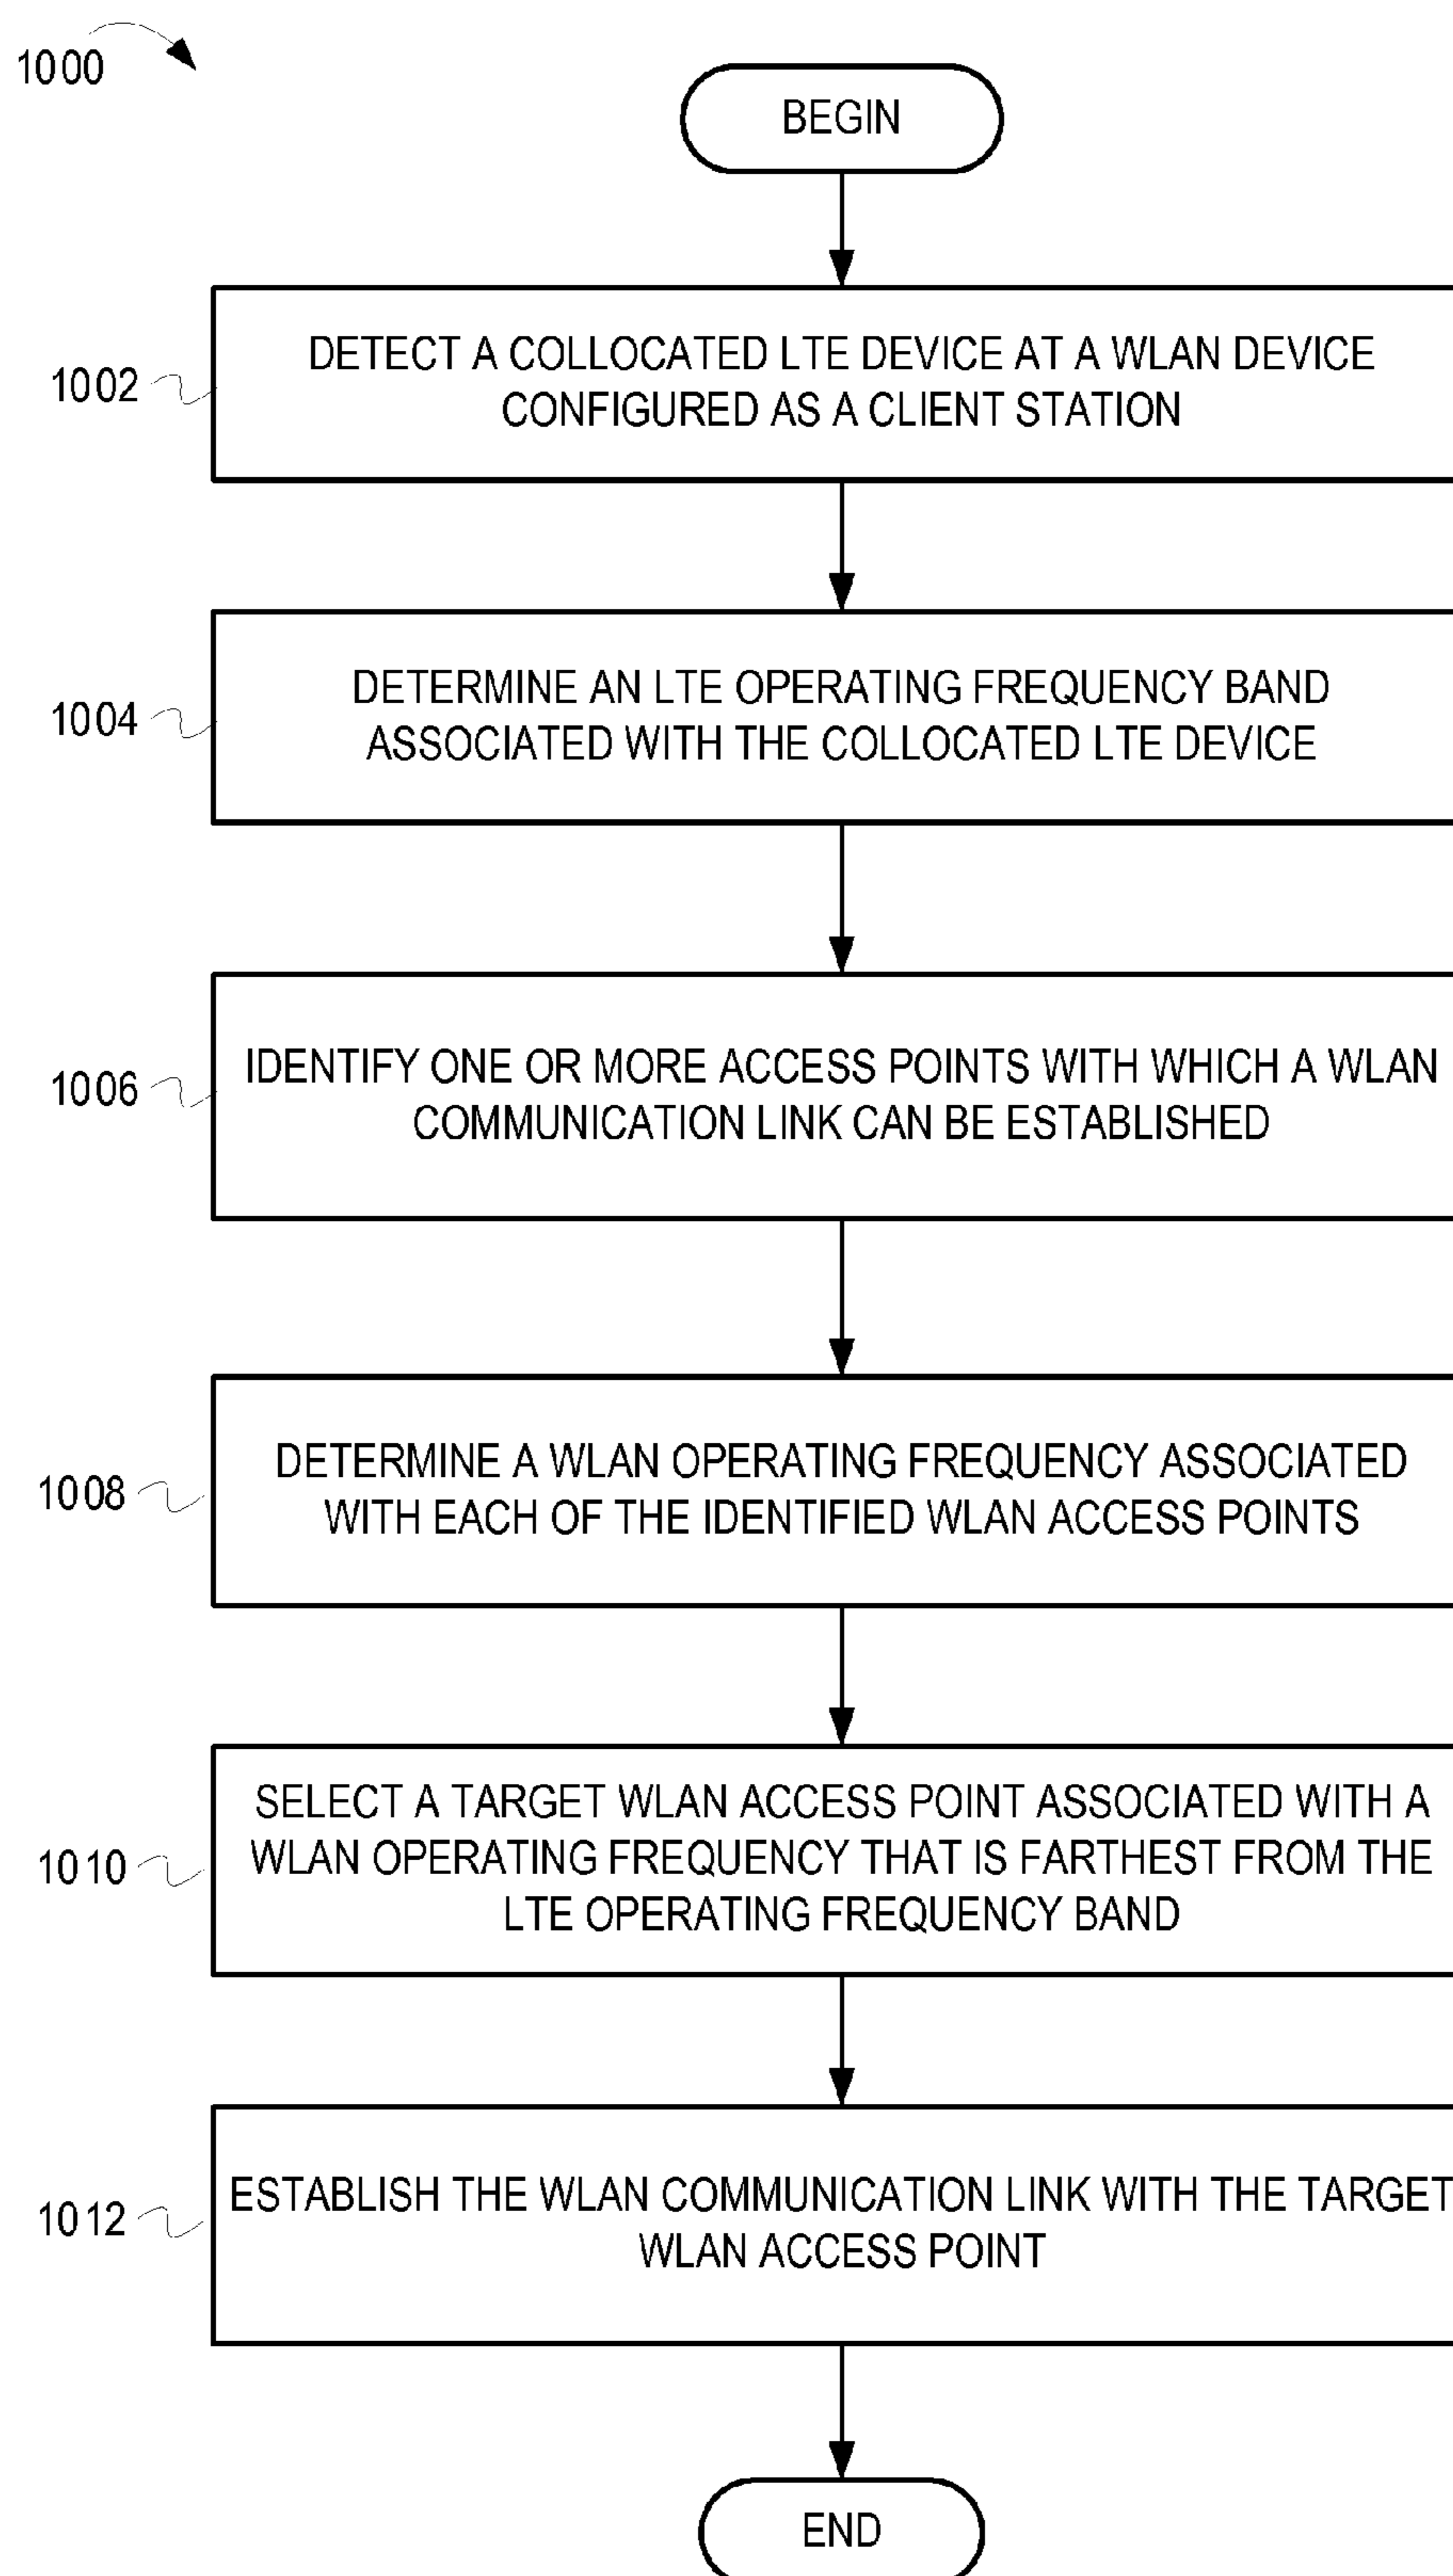 1000
BEGIN
1002
DETECT A COLLOCATED LTE DEVICE AT A WLAN DEVICE
CONFIGURED AS A CLIENT STATION
1004
DETERMINE AN LTE OPERATING FREQUENCY BAND
ASSOCIATED WITH THE COLLOCATED LTE DEVICE
1006
IDENTIFY ONE OR MORE ACCESS POINTS WITH WHICH A WLAN
COMMUNICATION LINK CAN BE ESTABLISHED
1008
DETERMINE A WLAN OPERATING FREQUENCY ASSOCIATED
WITH EACH OF THE IDENTIFIED WLAN ACCESS POINTS
1010
SELECT A TARGET WLAN ACCESS POINT ASSOCIATED WITH A
WLAN OPERATING FREQUENCY THAT IS FARTHEST FROM THE
LTE OPERATING FREQUENCY BAND
1012
ESTABLISH THE WLAN COMMUNICATION LINK WITH THE TARGET
WLAN ACCESS POINT
END